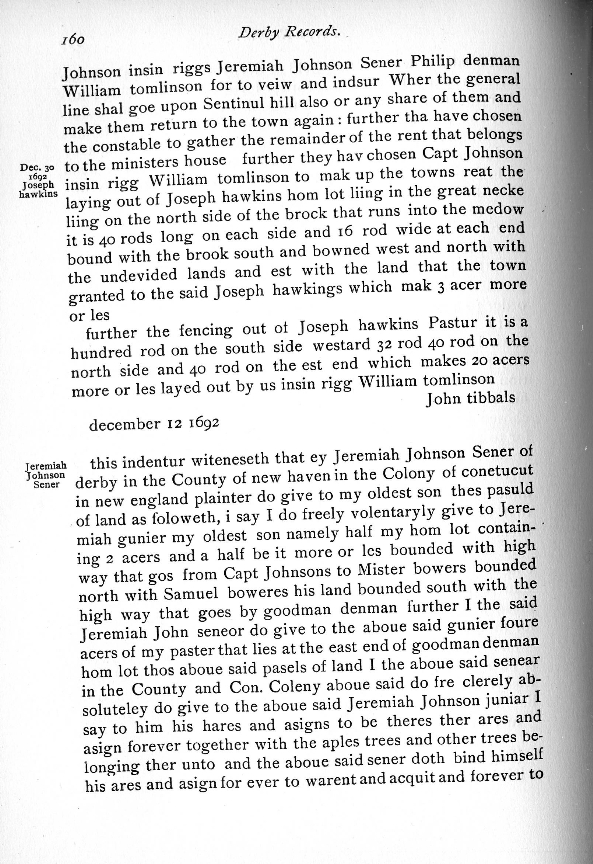 160
Derby Records.
Johnson insin riggs Jeremiah Johnson Sener Philip denman
William tomlinson for to veiw and indsur Wher the general
line shal goe upon Sentinul hill also or any share of them and
make them return to the town again : further tha have chosen
the constable to gather the remainder of the rent that belongs
Dec. 30
1692
Joseph
hawkins
to the ministers house further they hav chosen Capt Johnson
insin rigg William tomlinson to mak up the towns reat the
laying out of Joseph hawkins hom lot liing in the great necke
liing on the north side of the brock that runs into the medow
it is 40 rods long on each side and 16 rod wide at each end
bound with the brook south and bowned west and north with
the undevided lands and est with the land that the town
granted to the said Joseph hawkings which mak 3 acer more
or les
further the fencing out of Joseph hawkins Pastur it is a
hundred rod on the south side westard 32 rod 40 rod on the
north side and 40 rod on the est end which makes 20 acers
more or les layed out by us insin rigg William tomlinson
John tibbals
december 12 1692
Jeremiah
Johnson
Sener
this indentur witeneseth that ey Jeremiah Johnson Sener of
derby in the County of new haven in the Colony of conetucut
in new england plainter do give to my oldest son thes pasuld
of land as foloweth, i say I do freely volentaryly give to Jere-
miah gunier my oldest son namely half my hom lot contain-
ing 2 acers and a half be it more or les bounded with high
way that gos from Capt Johnsons to Mister bowers bounded
north with Samuel boweres his land bounded south with the
high way that goes by goodman denman further I the said
Jeremiah John seneor do give to the aboue said gunier foure
acers of my paster that lies at the east end of goodman denman
hom lot thos aboue said pasels of land I the aboue said senear
in the County and Con. Coleny aboue said do fre clerely ab-
soluteley do give to the aboue said Jeremiah Johnson juniar I
say to him his hares and asigns to be theres ther ares and
asign forever together with the aples trees and other trees be-
longing ther unto and the aboue said sener doth bind himself
his ares and asign for ever to warent and acquit and forever to